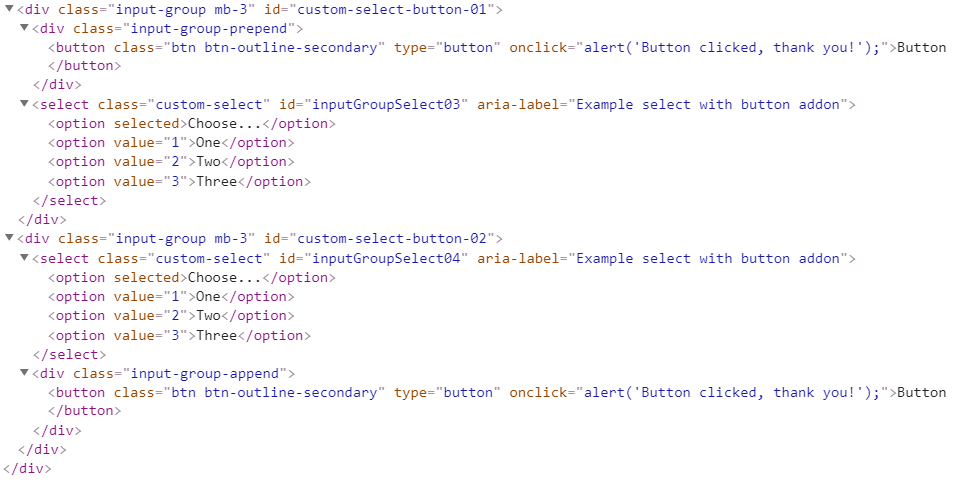 <div class="input-group mb-3" id="custom-select-button-01">
<div class="input-group-prepend">
<button class="btn btn-outline-secondary" type="button" onclick="alert('Button clicked, thank you!');">Button
</button>
</div>
<select class="custom-select" id="inputGroupSelect03" aria-label="Example select with button addon">
<option selected>Choose...</option>
<option value="1">One</option>
<option value="2">Two</option>
<option value="3">Three</option>
</select>
</div>
<div class="input-group mb-3" id="custom-select-button-02">
<select class="custom-select" id="inputGroupSelect04" aria-label="Example select with button addon">
<option selected>Choose...</option>
<option value="1">One</option>
<option value="2">Two</option>
<option value="3">Three</option>
</select>
<div class="input-group-append">
<button class="btn btn-outline-secondary" type="button" onclick="alert('Button clicked, thank you!');">Button
</button>
</div>
</div>
</div>